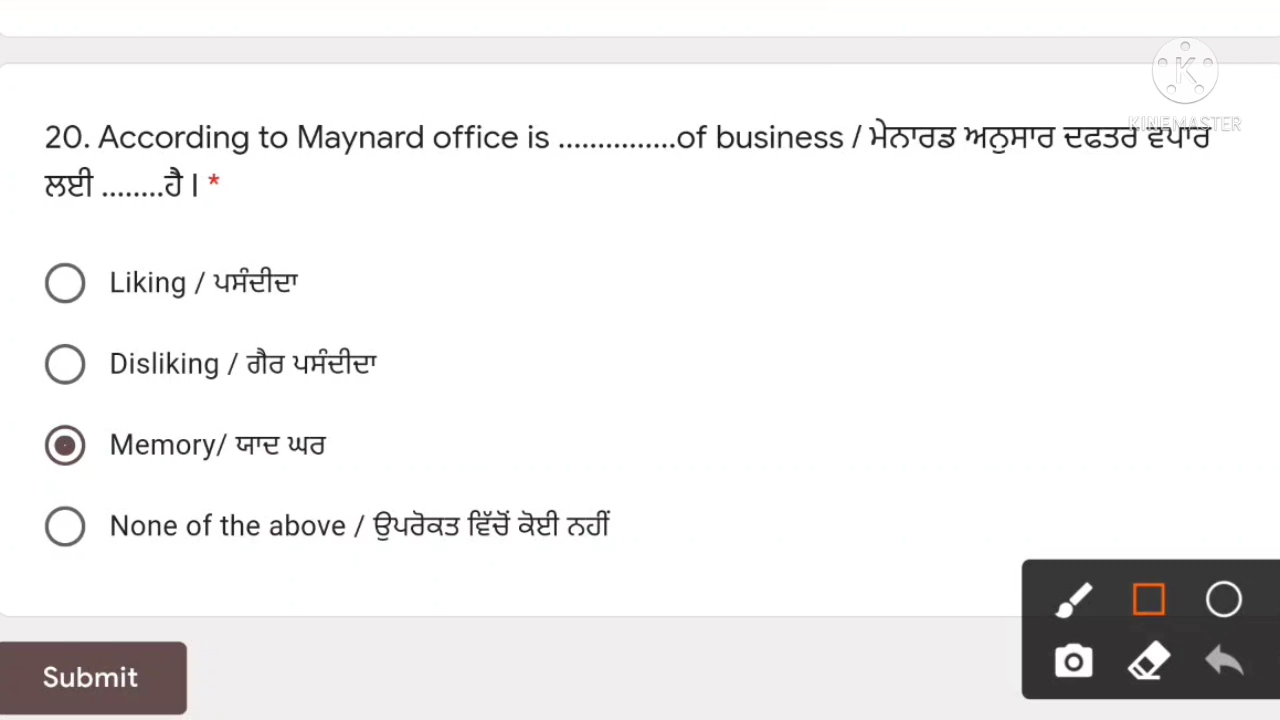 20. According to Maynard office is ...............of business / ਮੇਨਾਰਡ ਅਨੁਸਾਰ ਦਫਤਰ ਵਪਾਰ
ਲਈ ........ਹੈ | *
Liking / ਪਸੰਦੀਦਾ
Disliking / ਗੈਰ ਪਸੰਦੀਦਾ
Memory/ ਯਾਦ ਘਰ
None of the above / ਉਪਰੋਕਤ ਵਿੱਚੋਂ ਕੋਈ ਨਹੀਂ
Submit
K
KINEMASTER